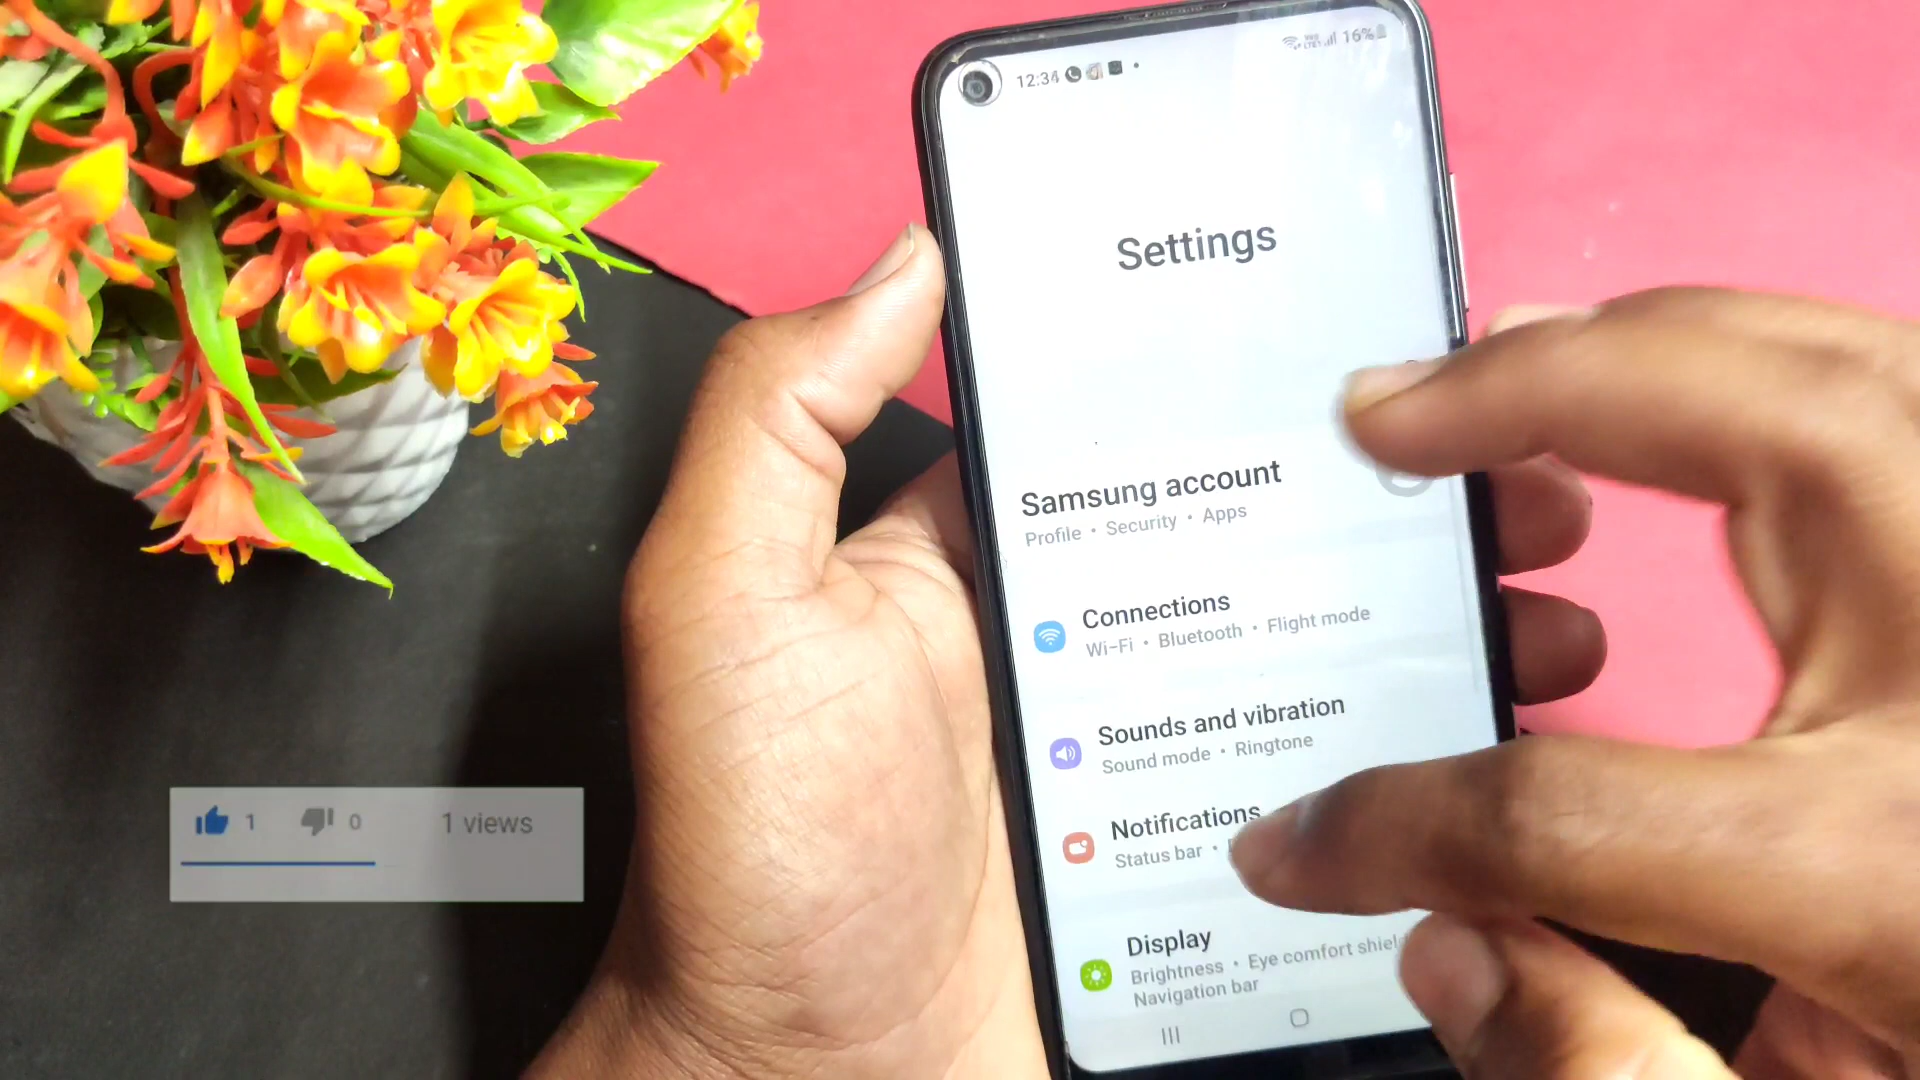 12:34
16%
Settings
Samsung account
Profile • Security • Apps
Connections
Wi-Fi • Bluetooth • Flight mode
Sounds and vibration
Sound mode • Ringtone
Notifications
Status bar •
Display
Brightness • Eye comfort shield
Navigation bar
1 0 1 views